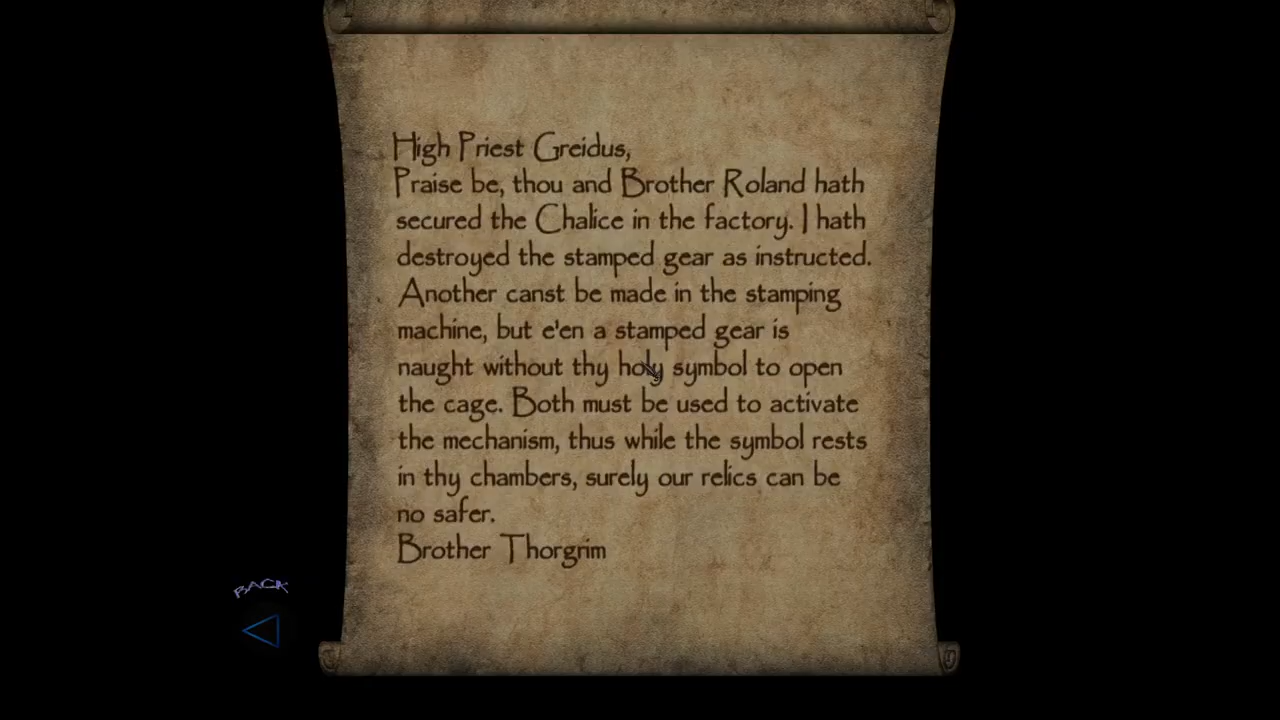 High Priest Greidus,
Praise be, thou and Brother Roland hath
secured the Chalice in the factory. I hath
destroyed the stamped gear as instructed.
Another canst be made in the stamping
machine, but e'en a stamped gear is
naught without thy holy symbol to open
the cage. Both must be used to activate
the mechanism, thus while the symbol rests
in thy chambers, surely our relics can be
no safer.
Brother Thorgrim
BACK